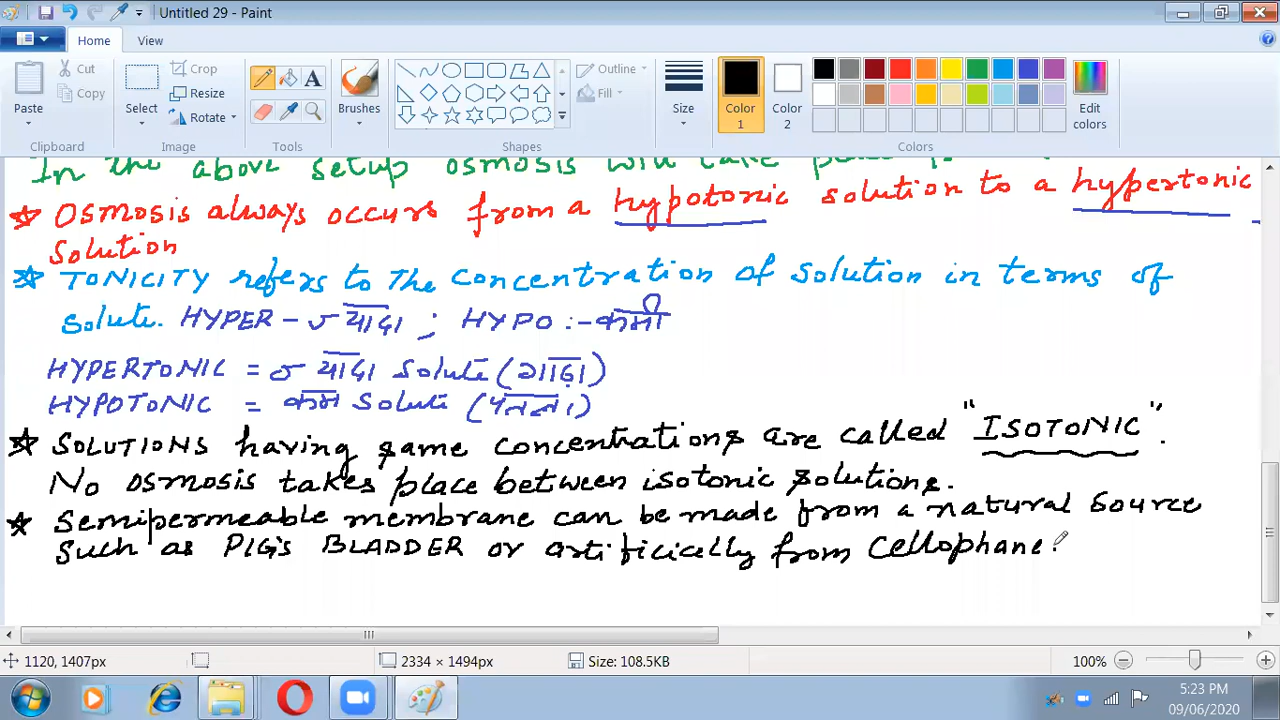 Untitled 29 - Paint
Home View
Cut
Copy
Paste
Select
Crop
Resize
Rotate
Brushes
Outline
Fill
Size
Color 1
Color 2
Edit colors
Clipboard Image Tools Shapes Colors
In the above setup osmosis will take
☆ Osmosis always occurs from a hypotonic solution to a hypertonic
Solution
☆ TONICITY refers to the concentration of solution in terms of
solute. HYPER - ज्यादा ; HYPO :- कमी
HYPERTONIC = ज्यादा Solute (गाढ़ा)
HYPOTONIC = कम Solute (पतला)
☆ SOLUTIONS having same concentrations are called "ISOTONIC".
No osmosis takes place between isotonic solutions.
☆ Semipermeable membrane can be made from a natural source
such as PIG's BLADDER or artificically from cellophane.
1120, 1407px 2334 × 1494px Size: 108.5KB 100%
5:23 PM
09/06/2020